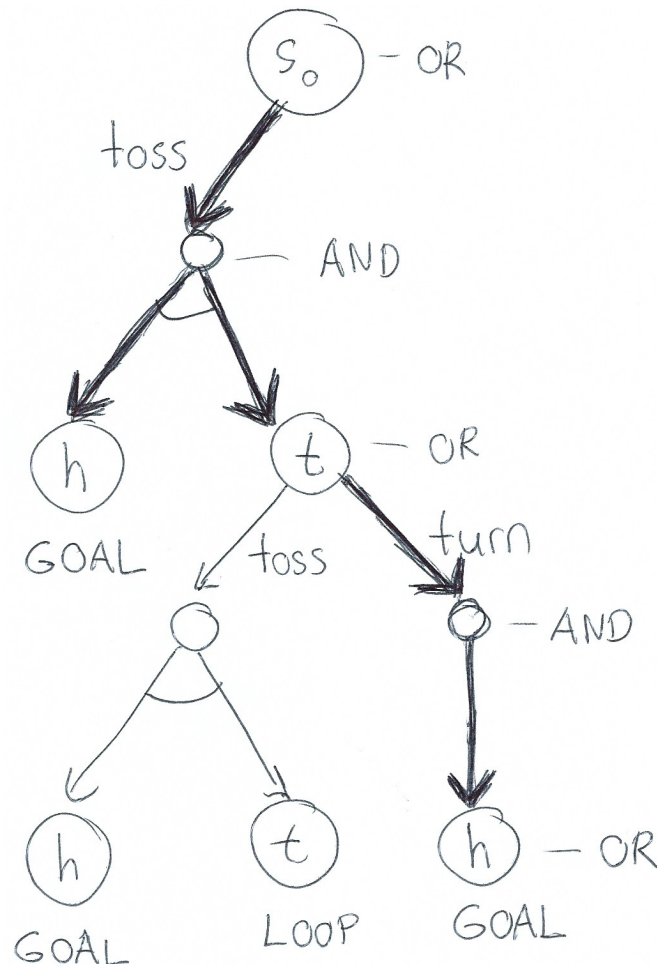 S₀ — OR
toss
— AND
h
t — OR
GOAL
toss
turn
— AND
h
t
h — OR
GOAL
LOOP
GOAL